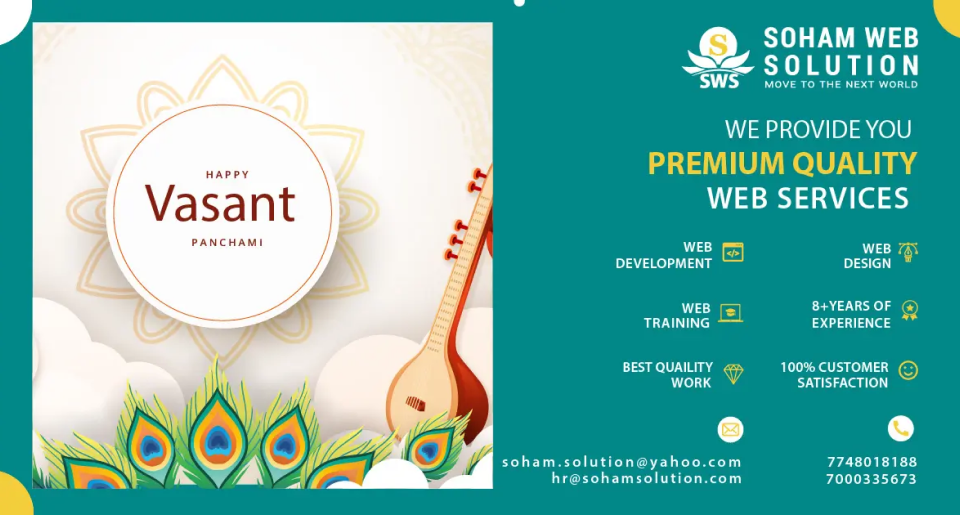 HAPPY
Vasant
PANCHAMI
S
SWS
SOHAM WEB
SOLUTION
MOVE TO THE NEXT WORLD
WE PROVIDE YOU
PREMIUM QUALITY
WEB SERVICES
WEB
DEVELOPMENT
WEB
DESIGN
WEB
TRAINING
8+YEARS OF
EXPERIENCE
BEST QUAILITY
WORK
100% CUSTOMER
SATISFACTION
soham.solution@yahoo.com
hr@sohamsolution.com
7748018188
7000335673